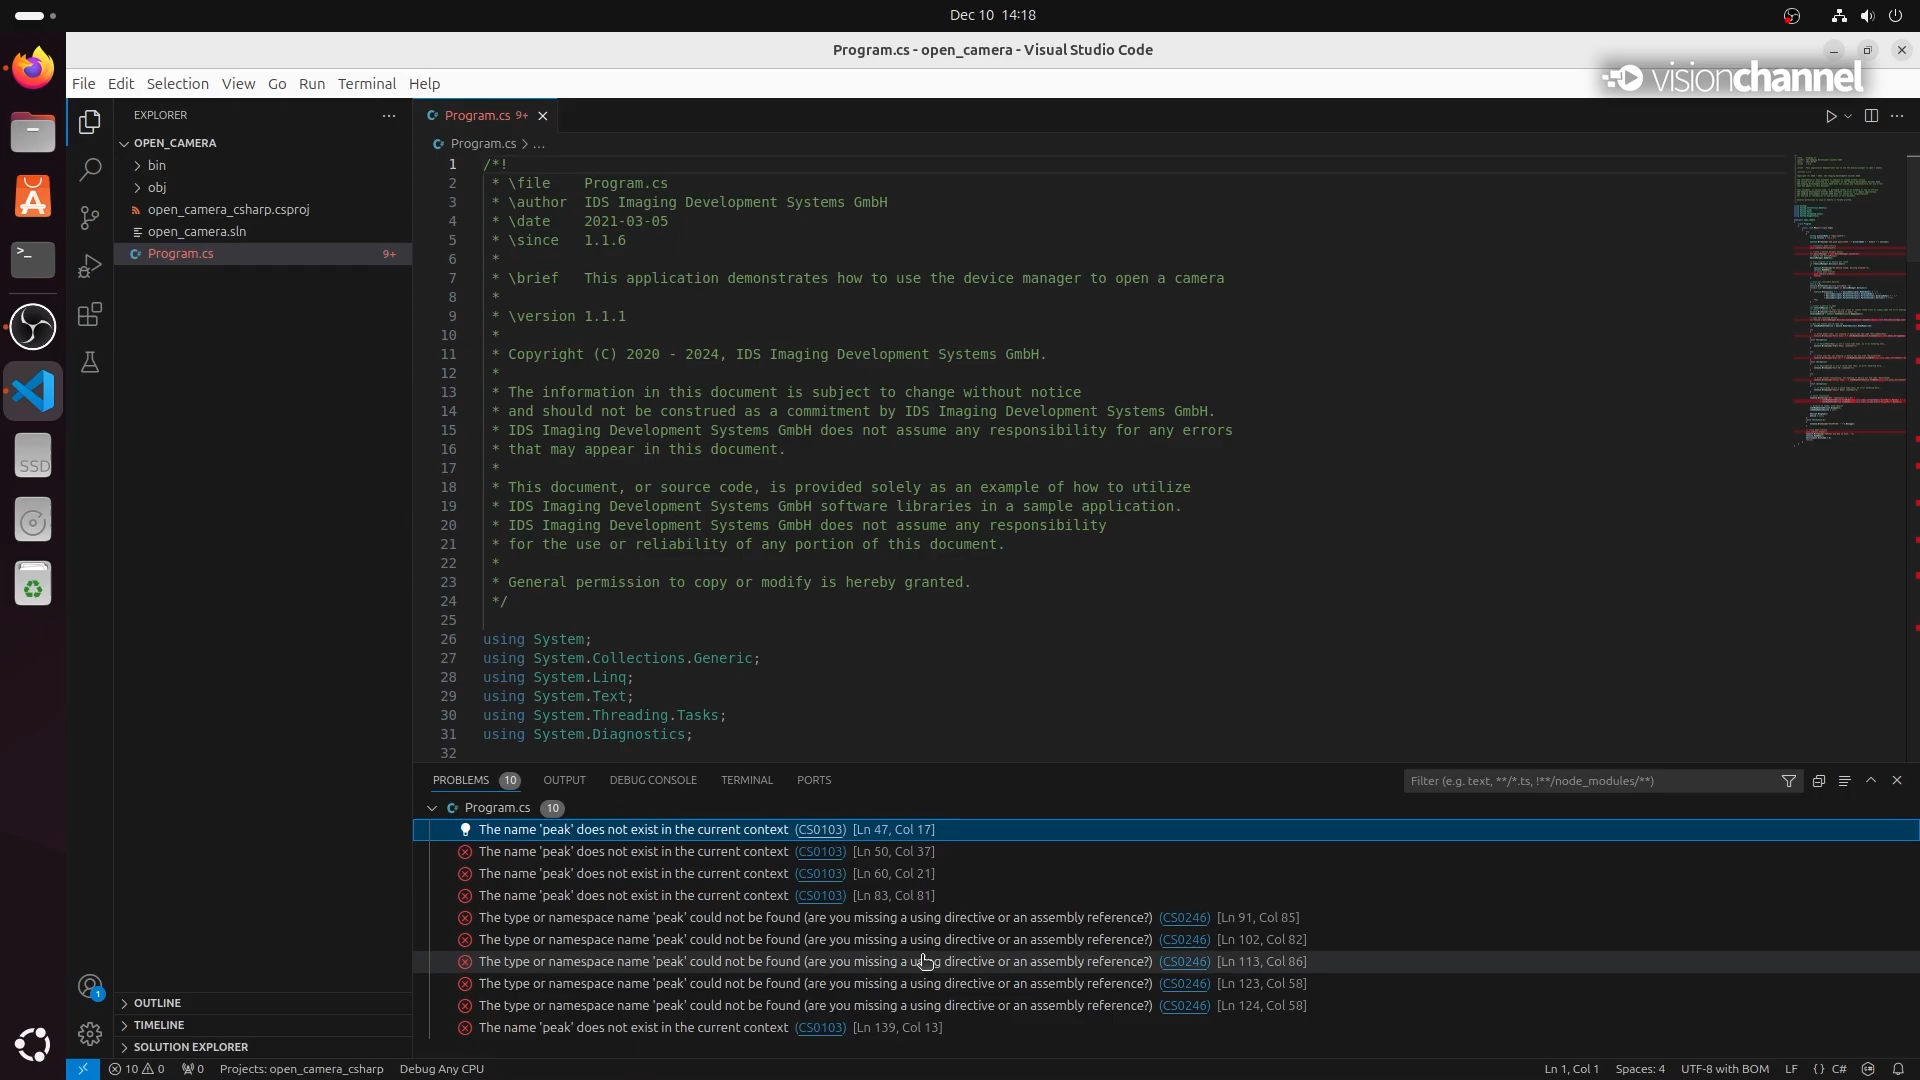 Dec 10 14:18
Program.cs - open_camera - Visual Studio Code
visionchannel
File Edit Selection View Go Run Terminal Help
EXPLORER
OPEN_CAMERA
bin
obj
open_camera_csharp.csproj
open_camera.sln
Program.cs 9+
SSD
1
OUTLINE
TIMELINE
SOLUTION EXPLORER
Program.cs 9+
Program.cs > ...
1 /*!
2 * \file Program.cs
3 * \author IDS Imaging Development Systems GmbH
4 * \date 2021-03-05
5 * \since 1.1.6
6 *
7 * \brief This application demonstrates how to use the device manager to open a camera
8 *
9 * \version 1.1.1
10 *
11 * Copyright (C) 2020 - 2024, IDS Imaging Development Systems GmbH.
12 *
13 * The information in this document is subject to change without notice
14 * and should not be construed as a commitment by IDS Imaging Development Systems GmbH.
15 * IDS Imaging Development Systems GmbH does not assume any responsibility for any errors
16 * that may appear in this document.
17 *
18 * This document, or source code, is provided solely as an example of how to utilize
19 * IDS Imaging Development Systems GmbH software libraries in a sample application.
20 * IDS Imaging Development Systems GmbH does not assume any responsibility
21 * for the use or reliability of any portion of this document.
22 *
23 * General permission to copy or modify is hereby granted.
24 */
25
26 using System;
27 using System.Collections.Generic;
28 using System.Linq;
29 using System.Text;
30 using System.Threading.Tasks;
31 using System.Diagnostics;
32
PROBLEMS 10 OUTPUT DEBUG CONSOLE TERMINAL PORTS Filter (e.g. text, **/*.ts, !**/node_modules/**)
Program.cs 10
The name 'peak' does not exist in the current context (CS0103) [Ln 47, Col 17]
The name 'peak' does not exist in the current context (CS0103) [Ln 50, Col 37]
The name 'peak' does not exist in the current context (CS0103) [Ln 60, Col 21]
The name 'peak' does not exist in the current context (CS0103) [Ln 83, Col 81]
The type or namespace name 'peak' could not be found (are you missing a using directive or an assembly reference?) (CS0246) [Ln 91, Col 85]
The type or namespace name 'peak' could not be found (are you missing a using directive or an assembly reference?) (CS0246) [Ln 102, Col 82]
The type or namespace name 'peak' could not be found (are you missing a using directive or an assembly reference?) (CS0246) [Ln 113, Col 86]
The type or namespace name 'peak' could not be found (are you missing a using directive or an assembly reference?) (CS0246) [Ln 123, Col 58]
The type or namespace name 'peak' could not be found (are you missing a using directive or an assembly reference?) (CS0246) [Ln 124, Col 58]
The name 'peak' does not exist in the current context (CS0103) [Ln 139, Col 13]
10 0 0 Projects: open_camera_csharp Debug Any CPU Ln 1, Col 1 Spaces: 4 UTF-8 with BOM LF {} C#